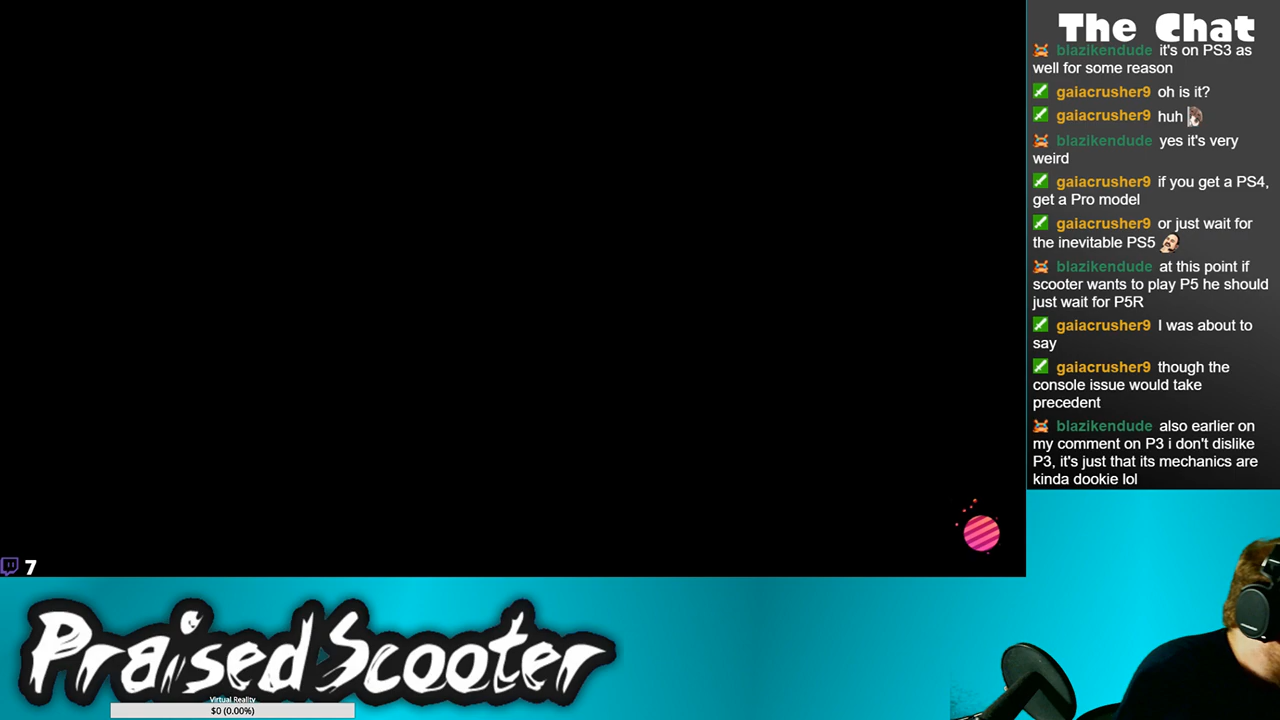 The Chat
blazikendude it's on PS3 as
well for some reason
gaiacrusher9 oh is it?
gaiacrusher9 huh
blazikendude yes it's very
weird
gaiacrusher9 if you get a PS4,
get a Pro model
gaiacrusher9 or just wait for
the inevitable PS5
blazikendude at this point if
scooter wants to play P5 he should
just wait for P5R
gaiacrusher9 I was about to
say
gaiacrusher9 though the
console issue would take
precedent
blazikendude also earlier on
my comment on P3 i don't dislike
P3, it's just that its mechanics are
kinda dookie lol
7
PraisedScooter
Virtual Reality
$0 (0.00%)